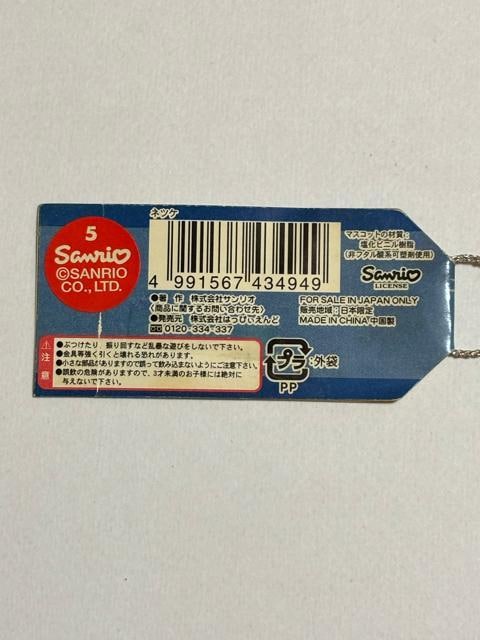 5
Sanrio
©SANRIO
CO., LTD.
ネツケ
4 991567 434949
●著 作 株式会社サンリオ
(商品に関するお問い合わせ先)
●発売元 株式会社はうびぃえんど
0120-334-337
マスコットの材質:
塩化ビニル樹脂
(非フタル酸系可塑剤使用)
Sanrio
LICENSE
FOR SALE IN JAPAN ONLY
販売地域:日本限定
MADE IN CHINA 中国製
⚠注意
●ぶつけたり、振り回すなど乱暴な遊びをしないで下さい。
●金具等強く引くと壊れる恐れがあります。
●小さな部品がありますので誤って飲み込まないようにご注意下さい。
●誤飲の危険がありますので、3才未満のお子様には絶対に
与えないで下さい。
プラ 外袋
PP